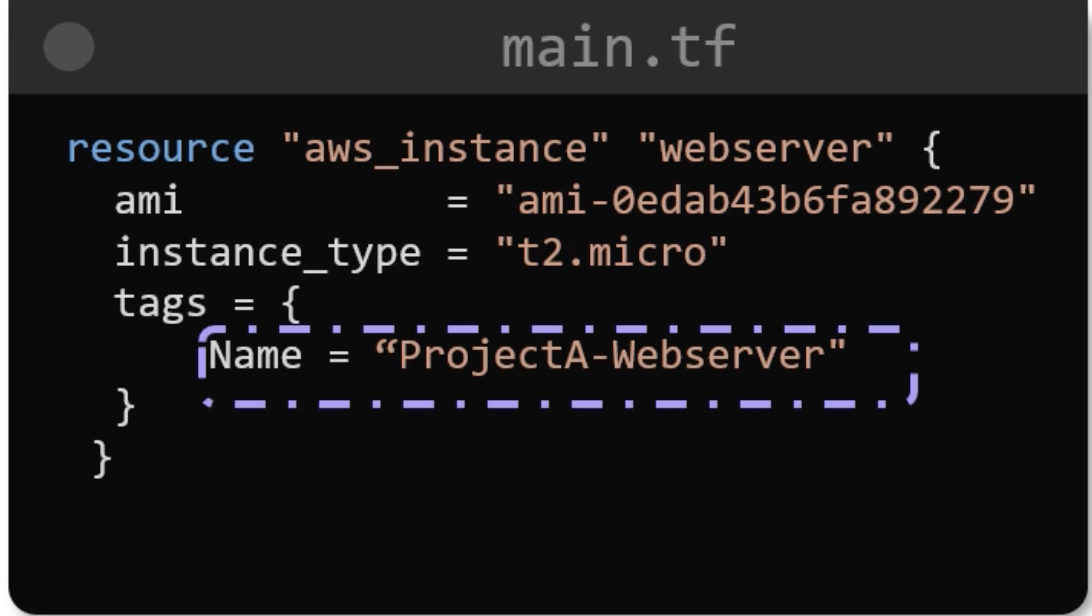 main.tf
resource "aws_instance" "webserver" {
  ami           = "ami-0edab43b6fa892279"
  instance_type = "t2.micro"
  tags = {
      Name = “ProjectA-Webserver"
  }
 }